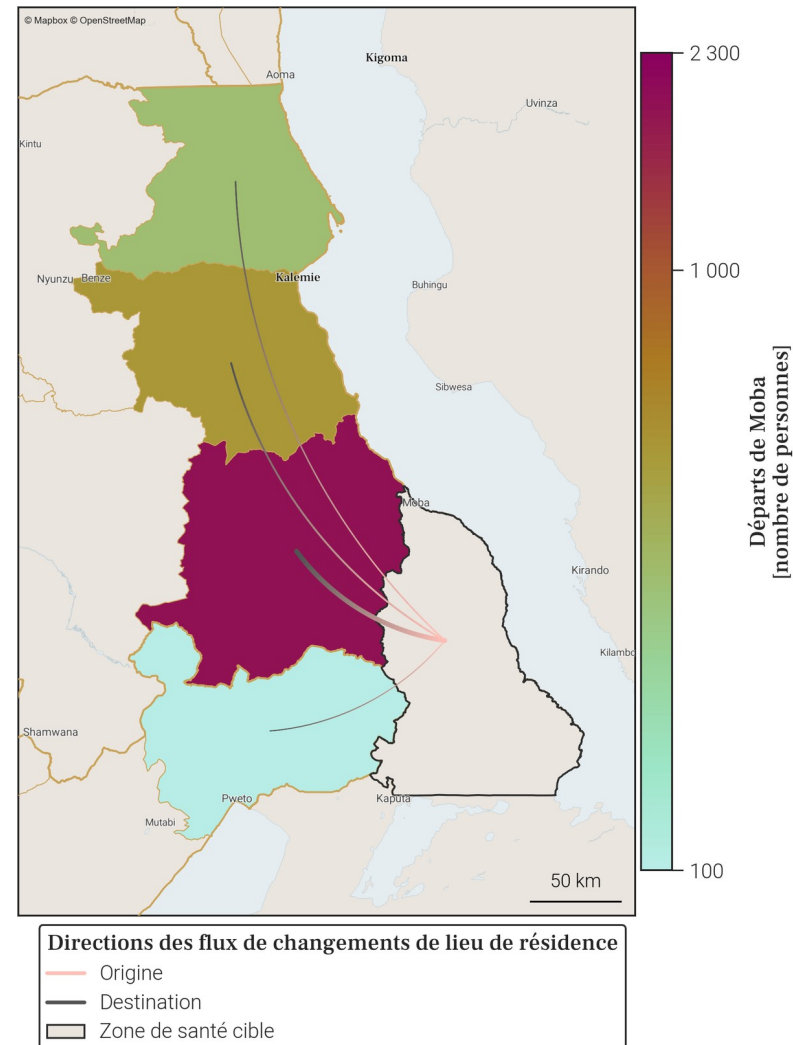 © Mapbox © OpenStreetMap
Kigoma
Aoma
Uvinza
Kintu
Nyunzu
Benze
Kalemie
Buhingu
Sibwesa
Moba
Kirando
Kilambo
Shamwana
Pweto
Kaputa
Mutabi
50 km
2 300
1 000
100
Départs de Moba
[nombre de personnes]
Directions des flux de changements de lieu de résidence
Origine
Destination
Zone de santé cible